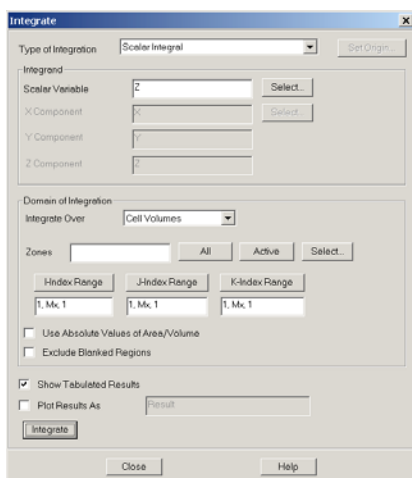 Integrate
Type of Integration Scalar Integral Set Origin...
Integrand
Scalar Variable Z Select...
X Component X Select...
Y Component Y
Z Component Z
Domain of Integration
Integrate Over Cell Volumes
Zones All Active Select...
I-Index Range J-Index Range K-Index Range
1, Mx, 1 1, Mx, 1 1, Mx, 1
Use Absolute Values of Area/Volume
Exclude Blanked Regions
Show Tabulated Results
Plot Results As Result
Integrate
Close Help